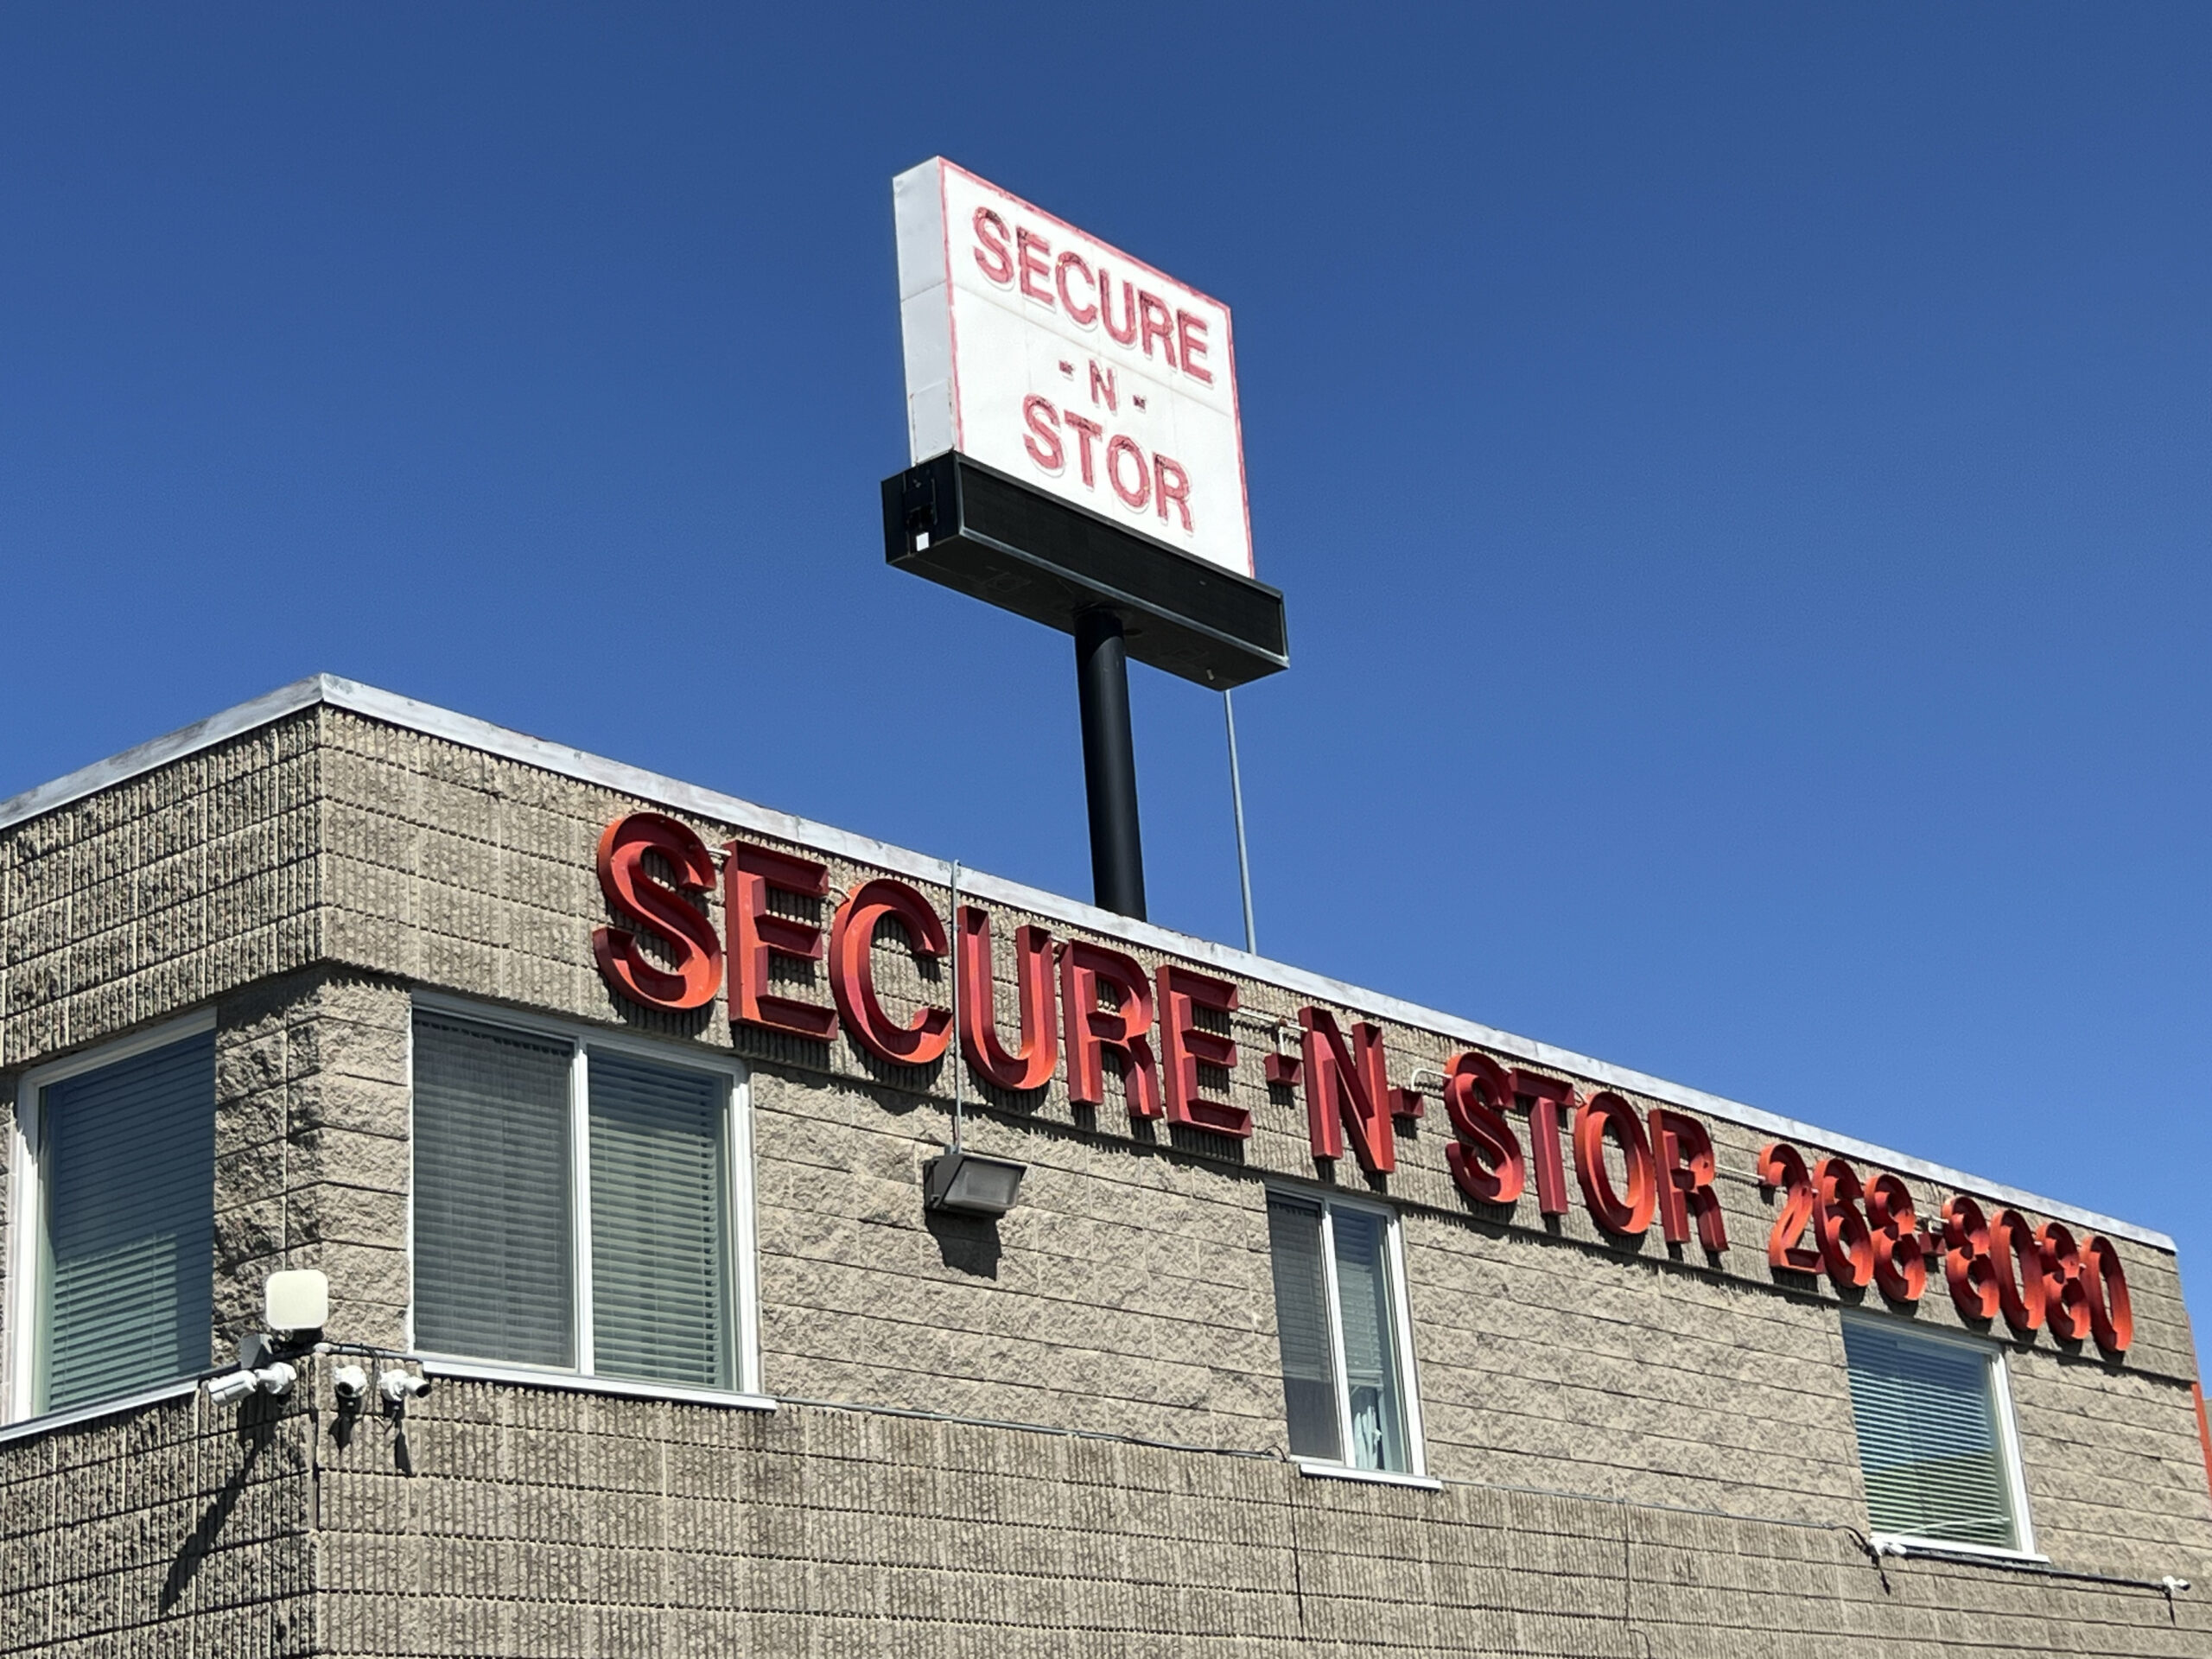 SECURE
-N-
STOR
SECURE-N-STOR 268-8080